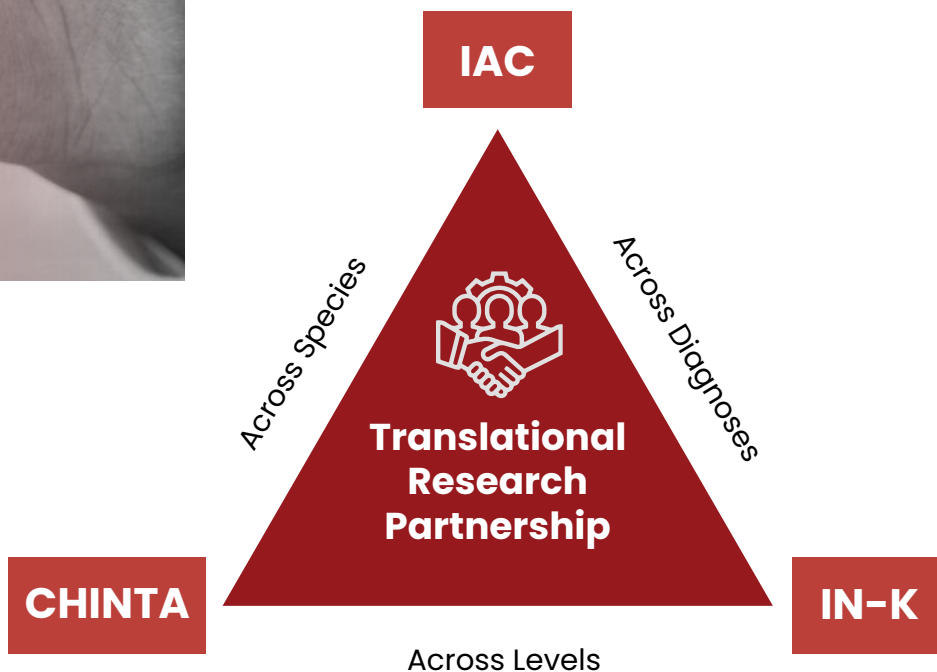 IAC
Across Species
Across Diagnoses
Translational
Research
Partnership
CHINTA
IN-K
Across Levels